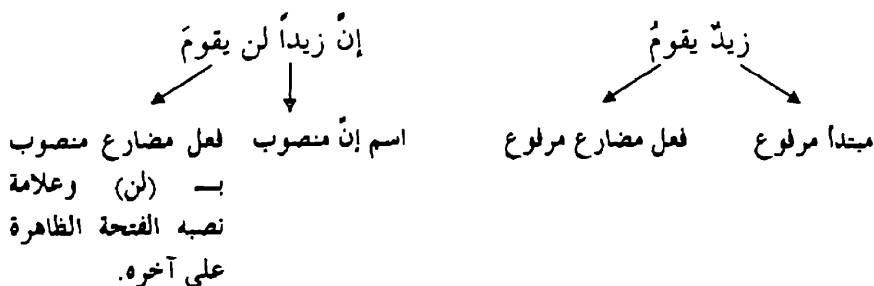 زيدٌ يقومُ
إنَّ زيداً لن يقومَ
مبتدأ مرفوع
فعل مضارع مرفوع
اسم إنّ منصوب
فعل مضارع منصوب
بـ (لن) وعلامة
نصبه الفتحة الظاهرة
على آخره.